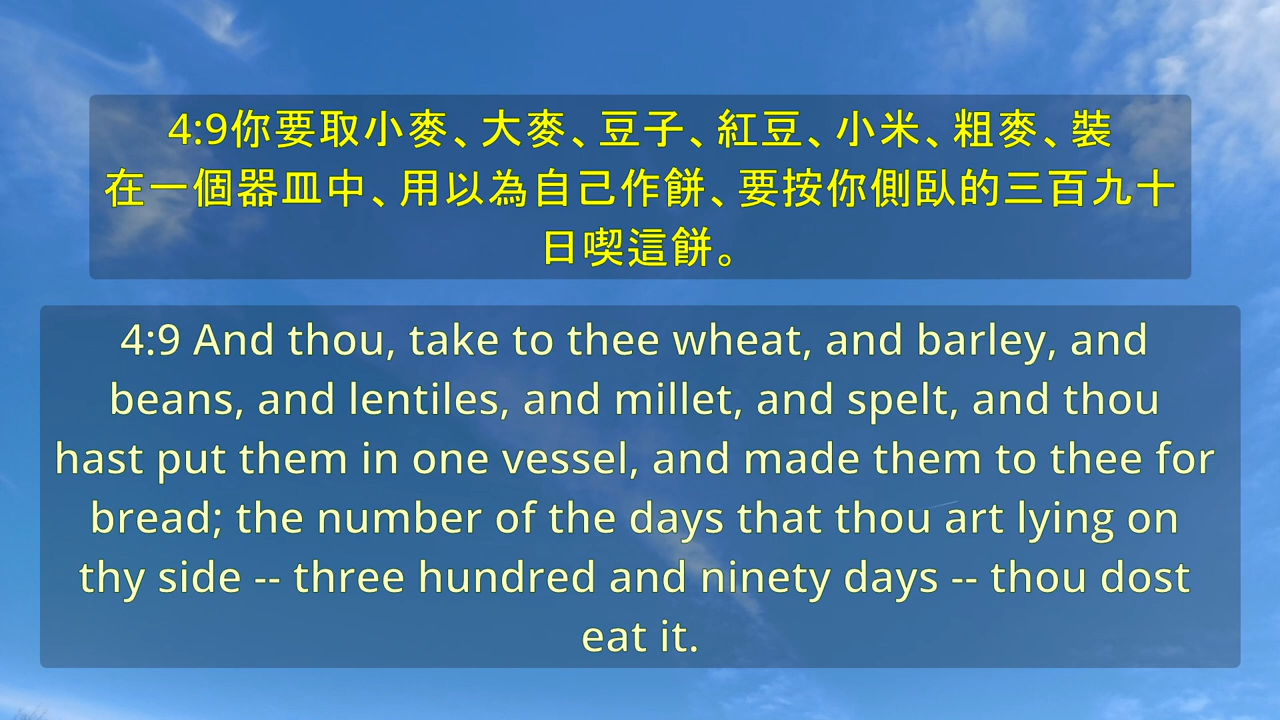 4:9你要取小麥、大麥、豆子、紅豆、小米、粗麥、裝
在一個器皿中、用以為自己作餅、要按你側臥的三百九十
日喫這餅。
4:9 And thou, take to thee wheat, and barley, and
beans, and lentiles, and millet, and spelt, and thou
hast put them in one vessel, and made them to thee for
bread; the number of the days that thou art lying on
thy side -- three hundred and ninety days -- thou dost
eat it.